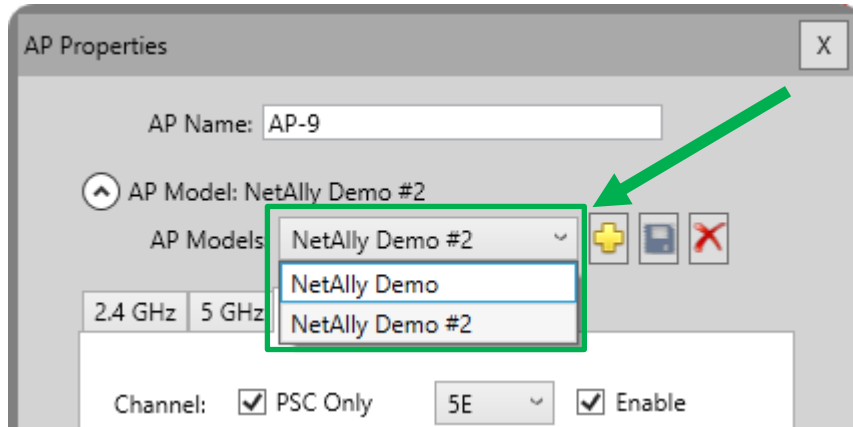 AP Properties
X
AP Name: AP-9
AP Model: NetAlly Demo #2
AP Models NetAlly Demo #2
NetAlly Demo
NetAlly Demo #2
2.4 GHz 5 GHz
Channel: PSC Only 5E Enable